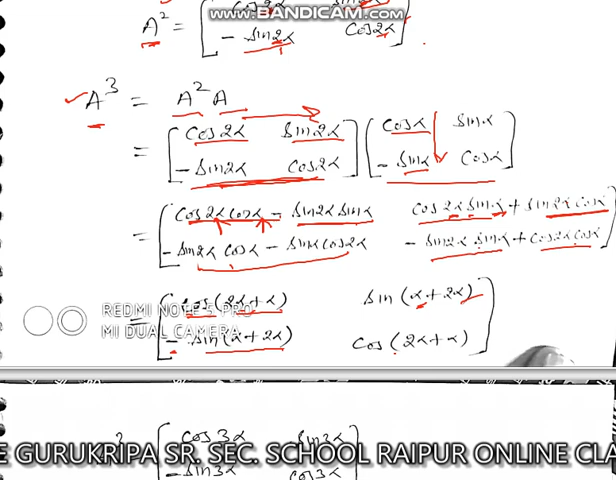 www.BANDICAM.com
A² = [ cos2α sin2α
- sin2α cos2α ]
A³ = A² A
= [ cos2α sin2α [ cosα sinα
- sin2α cos2α ] - sinα cosα ]
= [ cos2α cosα - sin2α sinα cos2α sinα + sin2α cosα
- sin2α cosα - sinα cos2α - sin2α sinα + cos2α cosα ]
= [ cos(2α+α) sin(α+2α)
- sin(α+2α) cos(2α+α) ]
REDMI NOTE 5 PRO
MI DUAL CAMERA
[ cos3α sin3α
- sin3α cos3α
E GURUKRIPA SR. SEC. SCHOOL RAIPUR ONLINE CLA